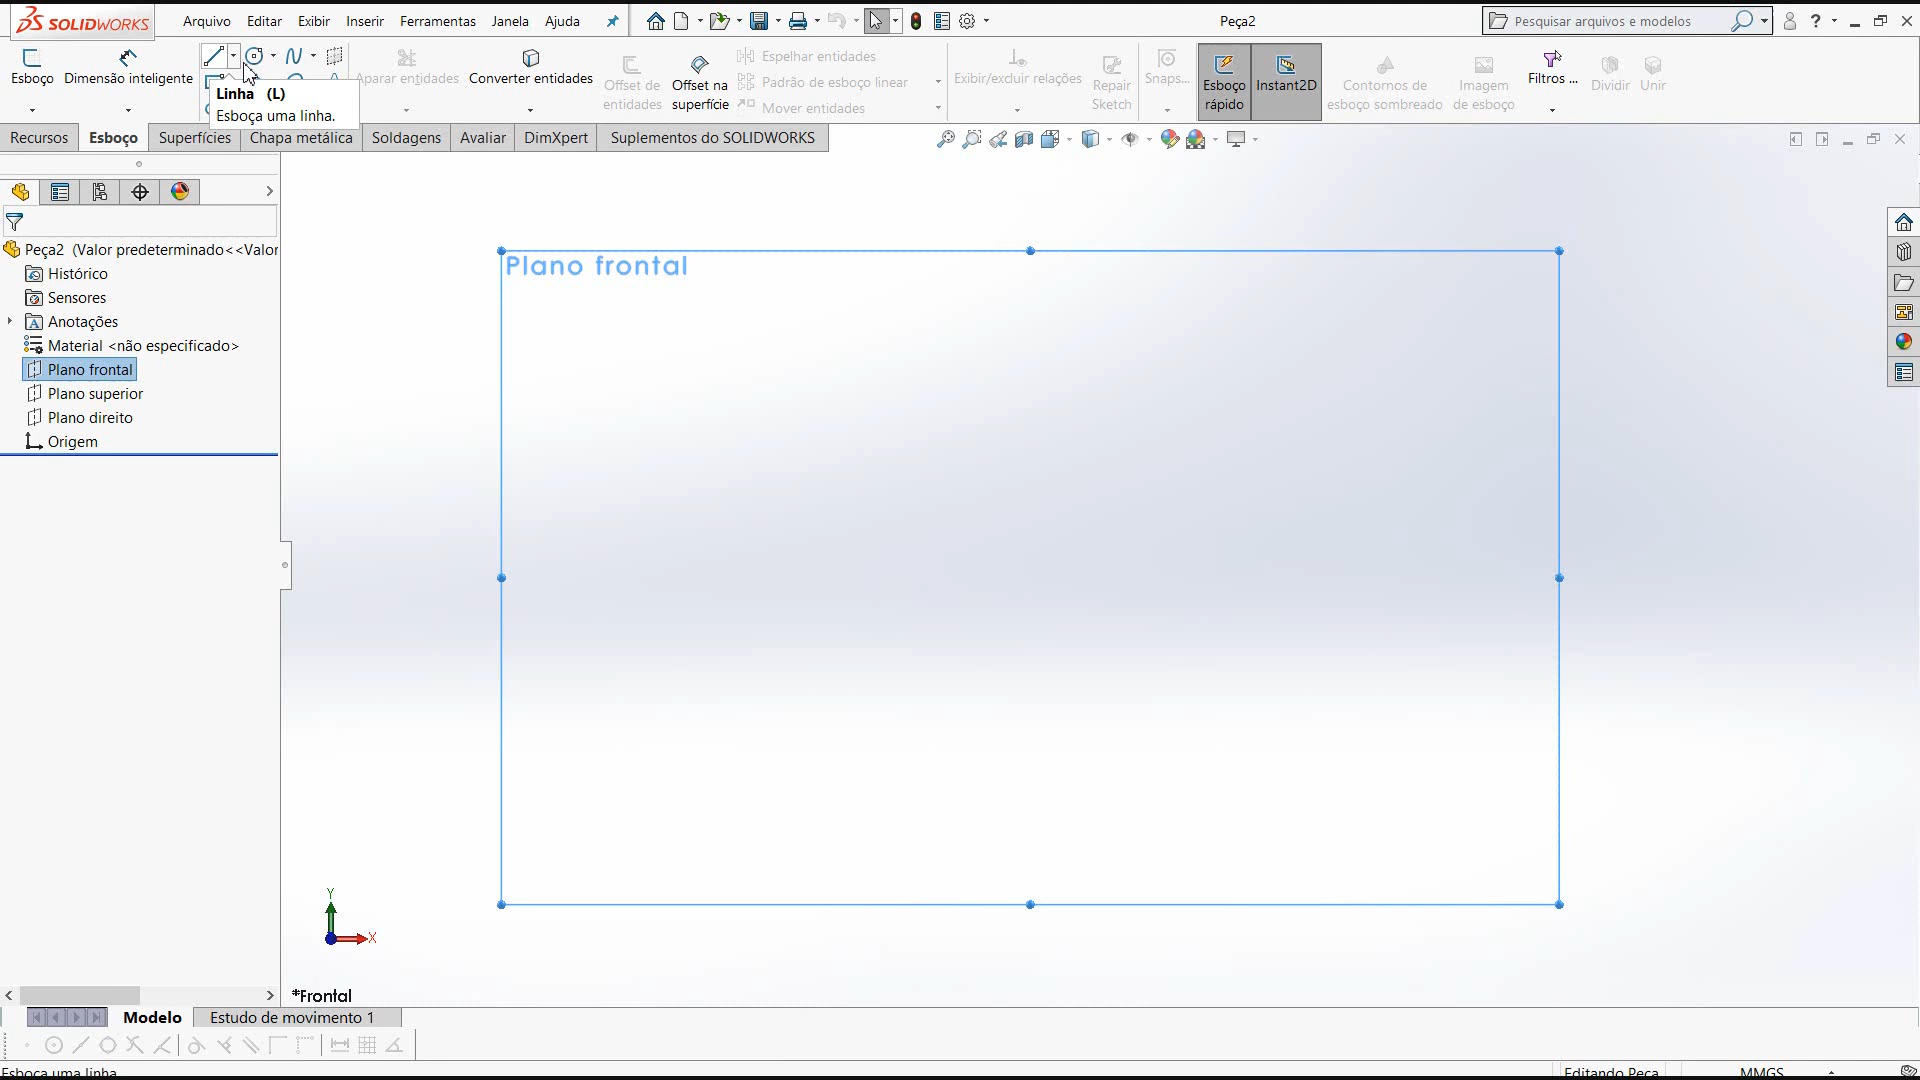 SOLIDWORKS
Arquivo Editar Exibir Inserir Ferramentas Janela Ajuda
Peça2
Pesquisar arquivos e modelos
Esboço
Dimensão inteligente
Linha (L)
Esboça uma linha.
Aparar entidades
Converter entidades
Offset de entidades
Offset na superfície
Espelhar entidades
Padrão de esboço linear
Mover entidades
Exibir/excluir relações
Repair Sketch
Snaps...
Esboço rápido
Instant2D
Contornos de esboço sombreado
Imagem de esboço
Filtros ...
Dividir
Unir
Recursos Esboço Superfícies Chapa metálica Soldagens Avaliar DimXpert Suplementos do SOLIDWORKS
Peça2 (Valor predeterminado<<Valor
Histórico
Sensores
Anotações
Material <não especificado>
Plano frontal
Plano superior
Plano direito
Origem
Plano frontal
Y
X
*Frontal
Modelo Estudo de movimento 1
Esboça uma linha.
Editando Peça
MMGS